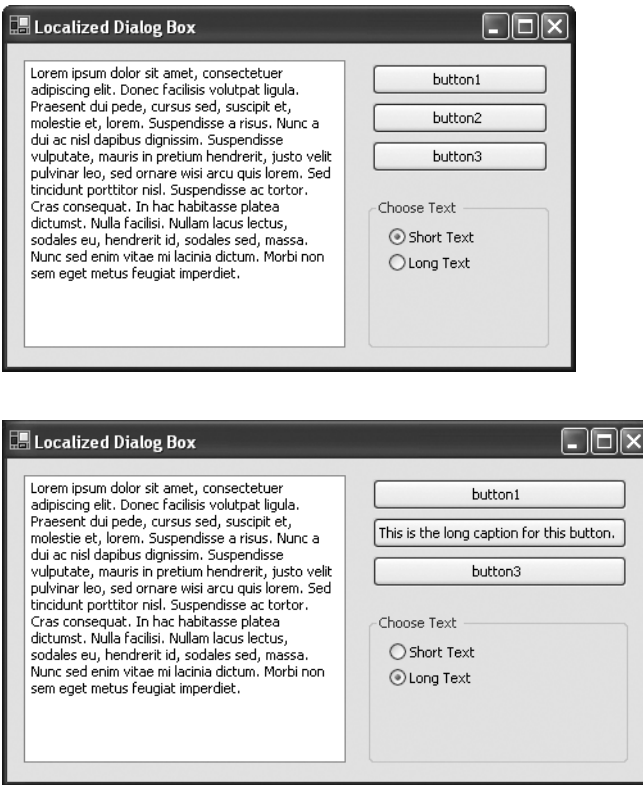 Localized Dialog Box
Lorem ipsum dolor sit amet, consectetuer
adipiscing elit. Donec facilisis volutpat ligula.
Praesent dui pede, cursus sed, suscipit et,
molestie et, lorem. Suspendisse a risus. Nunc a
dui ac nisl dapibus dignissim. Suspendisse
vulputate, mauris in pretium hendrerit, justo velit
pulvinar leo, sed ornare wisi arcu quis lorem. Sed
tincidunt porttitor nisl. Suspendisse ac tortor.
Cras consequat. In hac habitasse platea
dictumst. Nulla facilisi. Nullam lacus lectus,
sodales eu, hendrerit id, sodales sed, massa.
Nunc sed enim vitae mi lacinia dictum. Morbi non
sem eget metus feugiat imperdiet.
button1
button2
button3
Choose Text
Short Text
Long Text
Localized Dialog Box
Lorem ipsum dolor sit amet, consectetuer
adipiscing elit. Donec facilisis volutpat ligula.
Praesent dui pede, cursus sed, suscipit et,
molestie et, lorem. Suspendisse a risus. Nunc a
dui ac nisl dapibus dignissim. Suspendisse
vulputate, mauris in pretium hendrerit, justo velit
pulvinar leo, sed ornare wisi arcu quis lorem. Sed
tincidunt porttitor nisl. Suspendisse ac tortor.
Cras consequat. In hac habitasse platea
dictumst. Nulla facilisi. Nullam lacus lectus,
sodales eu, hendrerit id, sodales sed, massa.
Nunc sed enim vitae mi lacinia dictum. Morbi non
sem eget metus feugiat imperdiet.
button1
This is the long caption for this button.
button3
Choose Text
Short Text
Long Text